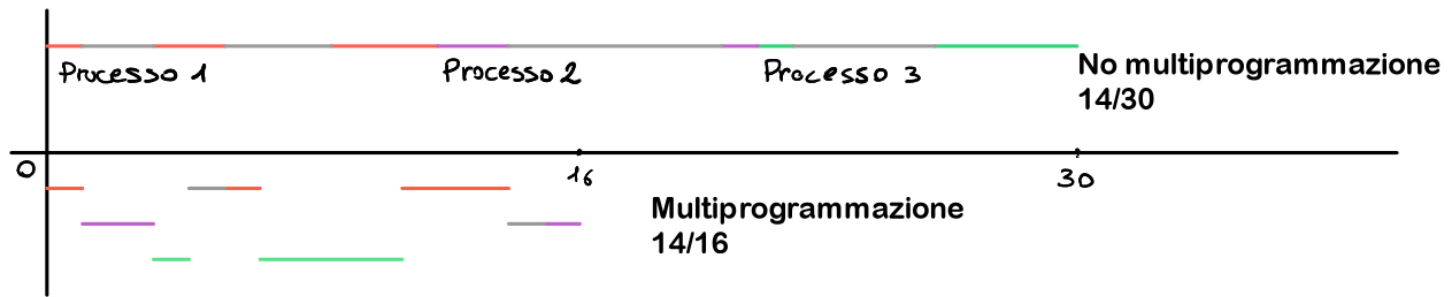 Processo 1
Processo 2
Processo 3
No multiprogrammazione
14/30
0
16
30
Multiprogrammazione
14/16